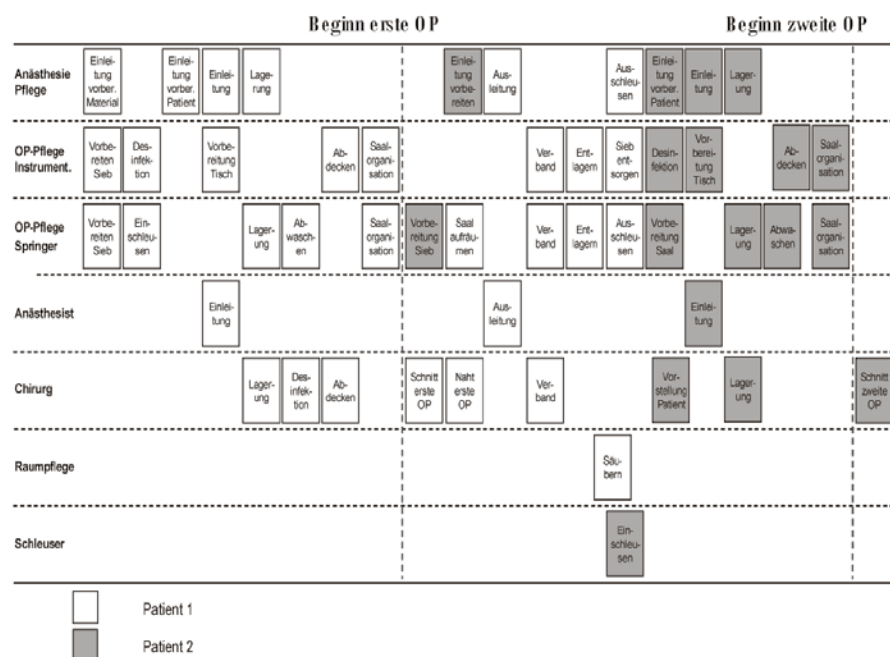 Beginn erste OP
Beginn zweite OP
Anästhesie
Pflege
Einlei-
tung
vorber.
Material
Einlei-
tung
vorber.
Patient
Einlei-
tung
Lage-
rung
Einlei-
tung
vorbe-
reiten
Aus-
leitung
Aus-
schleu-
sen
Einlei-
tung
vorber.
Patient
Einlei-
tung
Lager-
ung
OP-Pflege
Instrument.
Vorbe-
reiten
Sieb
Des-
infek-
tion
Vorbe-
reitung
Tisch
Ab-
decken
Saal-
organi-
sation
Ver-
band
Ent-
lagern
Sieb
ent-
sorgen
Desin-
fektion
Vor-
bereitung
Tisch
Ab-
decken
Saal-
organi-
sation
OP-Pflege
Springer
Vorbe-
reiten
Sieb
Ein-
schleu-
sen
Lager-
ung
Ab-
wasch-
en
Saal-
organi-
sation
Vorbe-
reitung
Sieb
Saal
aufräu-
men
Ver-
band
Ent-
lagern
Aus-
schleu-
sen
Vorbe-
reitung
Saal
Lager-
ung
Abwa-
schen
Saal-
organi-
sation
Anästhesist
Einlei-
tung
Aus-
leitung
Einlei-
tung
Chirurg
Lager-
ung
Des-
infek-
tion
Ab-
decken
Schnitt
erste
OP
Naht
erste
OP
Ver-
band
Vor-
stellung
Patient
Lager-
ung
Schnitt
zweite
OP
Raumpflege
Säu-
bern
Schleuser
Ein-
schleu-
sen
Patient 1
Patient 2